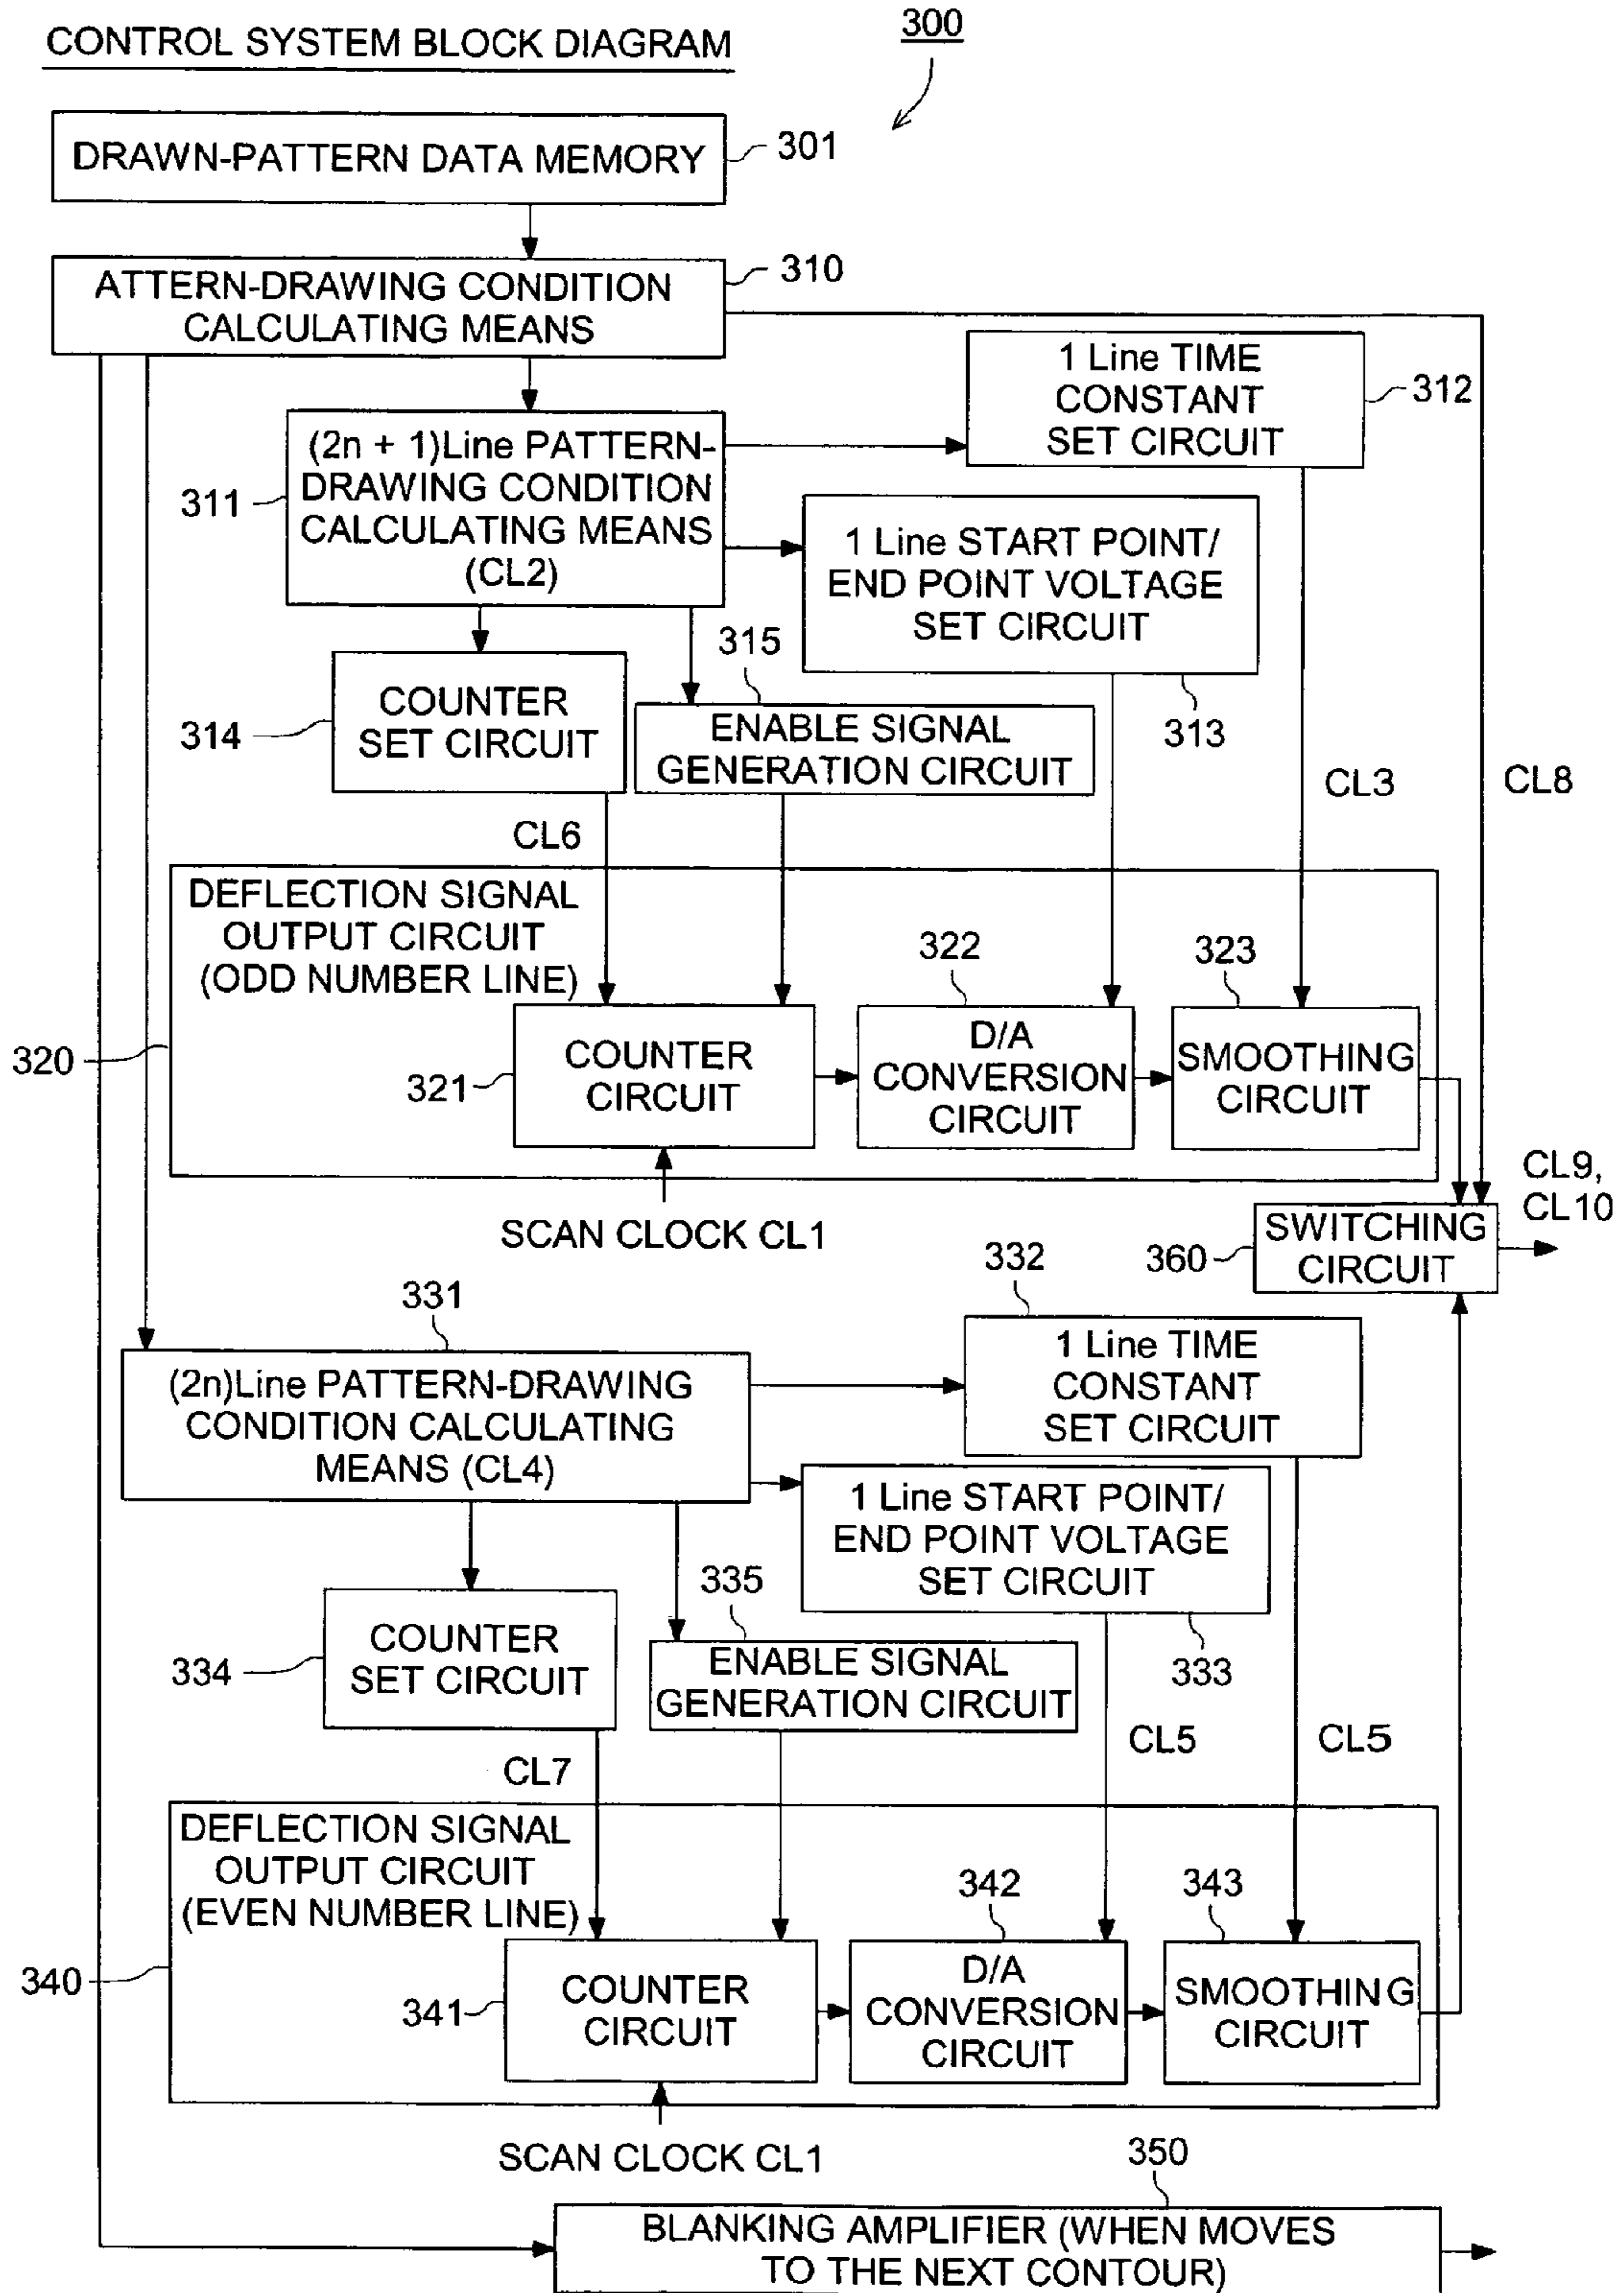 300
CONTROL SYSTEM BLOCK DIAGRAM
DRAWN-PATTERN DATA MEMORY
301
ATTERN-DRAWING CONDITION
CALCULATING MEANS
310
1 Line TIME
CONSTANT
SET CIRCUIT
312
(2n + 1)Line PATTERN-
DRAWING CONDITION
CALCULATING MEANS
(CL2)
311
1 Line START POINT/
END POINT VOLTAGE
SET CIRCUIT
313
315
COUNTER
SET CIRCUIT
314
ENABLE SIGNAL
GENERATION CIRCUIT
CL3
CL8
CL6
DEFLECTION SIGNAL
OUTPUT CIRCUIT
(ODD NUMBER LINE)
320
322
323
321
COUNTER
CIRCUIT
D/A
CONVERSION
CIRCUIT
SMOOTHING
CIRCUIT
SCAN CLOCK CL1
CL9,
CL10
360
SWITCHING
CIRCUIT
331
332
(2n)Line PATTERN-DRAWING
CONDITION CALCULATING
MEANS (CL4)
1 Line TIME
CONSTANT
SET CIRCUIT
1 Line START POINT/
END POINT VOLTAGE
SET CIRCUIT
333
335
334
COUNTER
SET CIRCUIT
ENABLE SIGNAL
GENERATION CIRCUIT
CL5
CL5
CL7
DEFLECTION SIGNAL
OUTPUT CIRCUIT
(EVEN NUMBER LINE)
340
342
343
341
COUNTER
CIRCUIT
D/A
CONVERSION
CIRCUIT
SMOOTHING
CIRCUIT
SCAN CLOCK CL1
350
BLANKING AMPLIFIER (WHEN MOVES
TO THE NEXT CONTOUR)